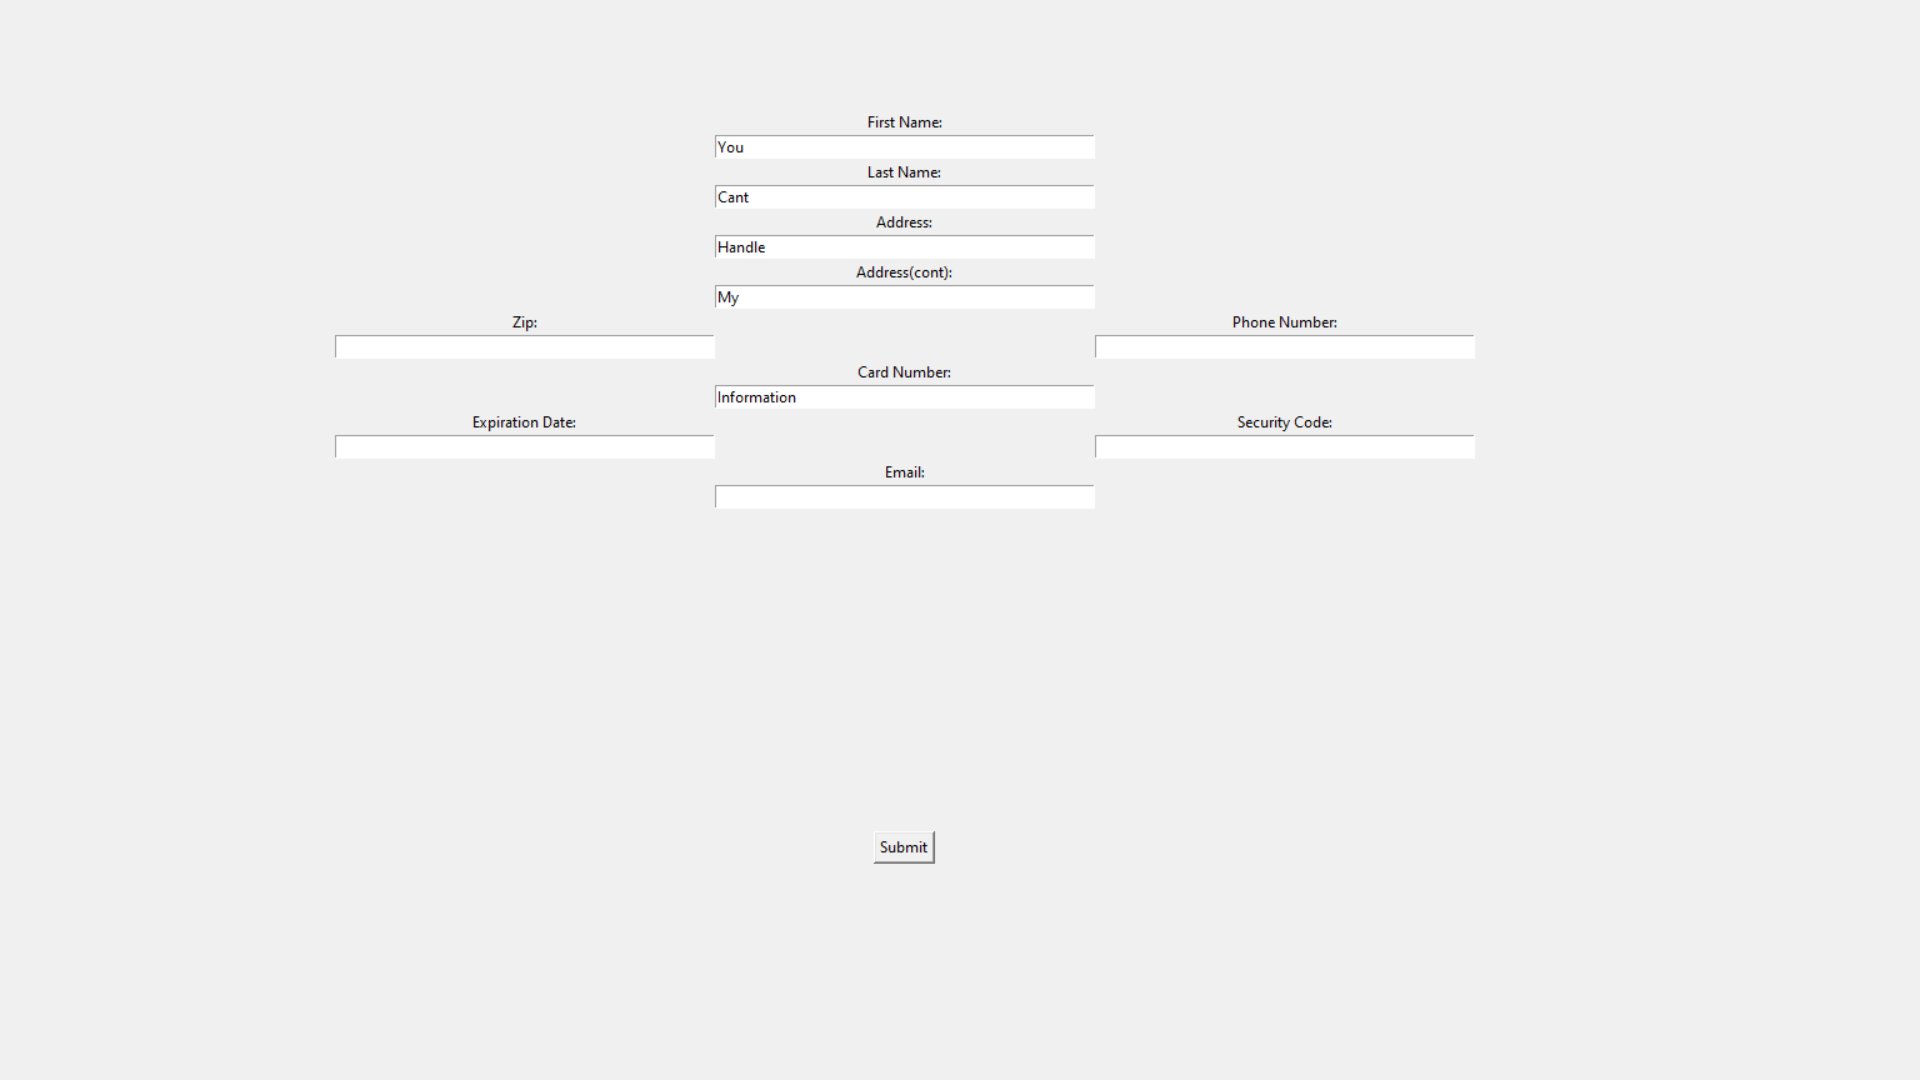 First Name:
You
Last Name:
Cant
Address:
Handle
Address(cont):
My
Zip:
Phone Number:
Card Number:
Information
Expiration Date:
Security Code:
Email:
Submit